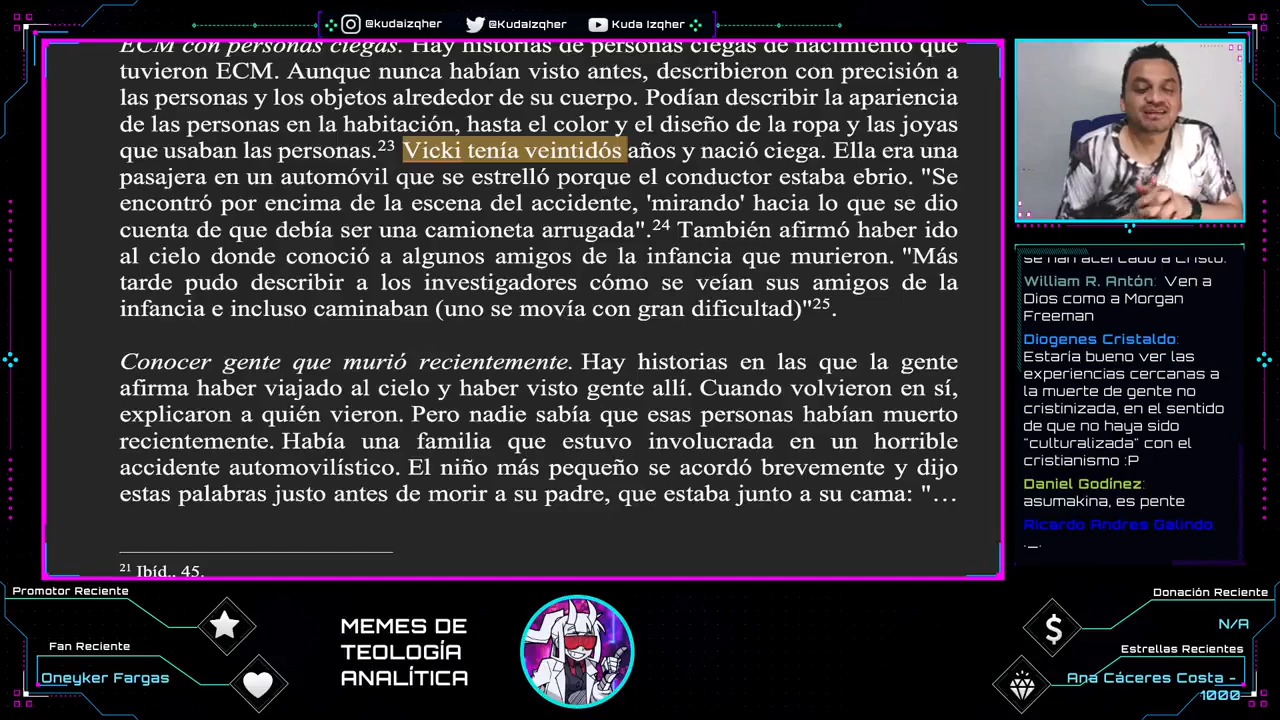 @kudaizqher
@KudaIzqher
Kuda Izqher
ECM con personas ciegas. Hay historias de personas ciegas de nacimiento que
tuvieron ECM. Aunque nunca habían visto antes, describieron con precisión a
las personas y los objetos alrededor de su cuerpo. Podían describir la apariencia
de las personas en la habitación, hasta el color y el diseño de la ropa y las joyas
que usaban las personas.²³ Vicki tenía veintidós años y nació ciega. Ella era una
pasajera en un automóvil que se estrelló porque el conductor estaba ebrio. "Se
encontró por encima de la escena del accidente, 'mirando' hacia lo que se dio
cuenta de que debía ser una camioneta arrugada".²⁴ También afirmó haber ido
al cielo donde conoció a algunos amigos de la infancia que murieron. "Más
tarde pudo describir a los investigadores cómo se veían sus amigos de la
infancia e incluso caminaban (uno se movía con gran dificultad)"²⁵.
Conocer gente que murió recientemente. Hay historias en las que la gente
afirma haber viajado al cielo y haber visto gente allí. Cuando volvieron en sí,
explicaron a quién vieron. Pero nadie sabía que esas personas habían muerto
recientemente. Había una familia que estuvo involucrada en un horrible
accidente automovilístico. El niño más pequeño se acordó brevemente y dijo
estas palabras justo antes de morir a su padre, que estaba junto a su cama: "…
²¹ Ibíd., 45.
se han acercado a Cristo.
William R. Antón: Ven a
Dios como a Morgan
Freeman
Diogenes Cristaldo:
Estaría bueno ver las
experiencias cercanas a
la muerte de gente no
cristinizada, en el sentido
de que no haya sido
"culturalizada" con el
cristianismo :P
Daniel Godínez:
asumakina, es pente
Ricardo Andres Galindo
._.
Promotor Reciente
Fan Reciente
Oneyker Fargas
MEMES DE
TEOLOGÍA
ANALÍTICA
Donación Reciente
N/A
Estrellas Recientes
Ana Cáceres Costa -
1000